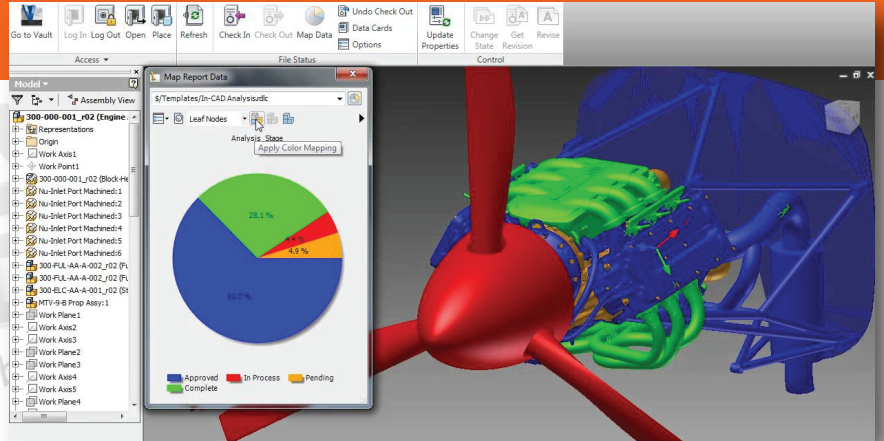 Go to Vault
Log In
Log Out
Open
Place
Refresh
Check In
Check Out
Map Data
Undo Check Out
Data Cards
Options
Update Properties
Change State
Get Revision
Revise
Access
File Status
Control
Model
Assembly View
300-000-001_r02 (Engine
Representations
Origin
Work Axis1
Work Point1
300-000-001_r02 (Block-He
Nu-Inlet Port Machined:1
Nu-Inlet Port Machined:2
Nu-Inlet Port Machined:3
Nu-Inlet Port Machined:4
Nu-Inlet Port Machined:5
Nu-Inlet Port Machined:6
300-FUL-AA-A-002_r02 (Fu
300-FUL-AA-A-002_r02 (Fu
300-ELC-AA-A-001_r02 (St
MTV-9-B Prop Assy:1
Work Plane1
Work Axis2
Work Axis3
Work Plane2
Work Plane3
Work Axis4
Work Axis5
Work Plane4
Map Report Data
$/Templates/In-CAD Analysis.rdlc
Leaf Nodes
Analysis_Stage
Apply Color Mapping
28.1 %
4.9 %
Approved
In Process
Pending
Complete